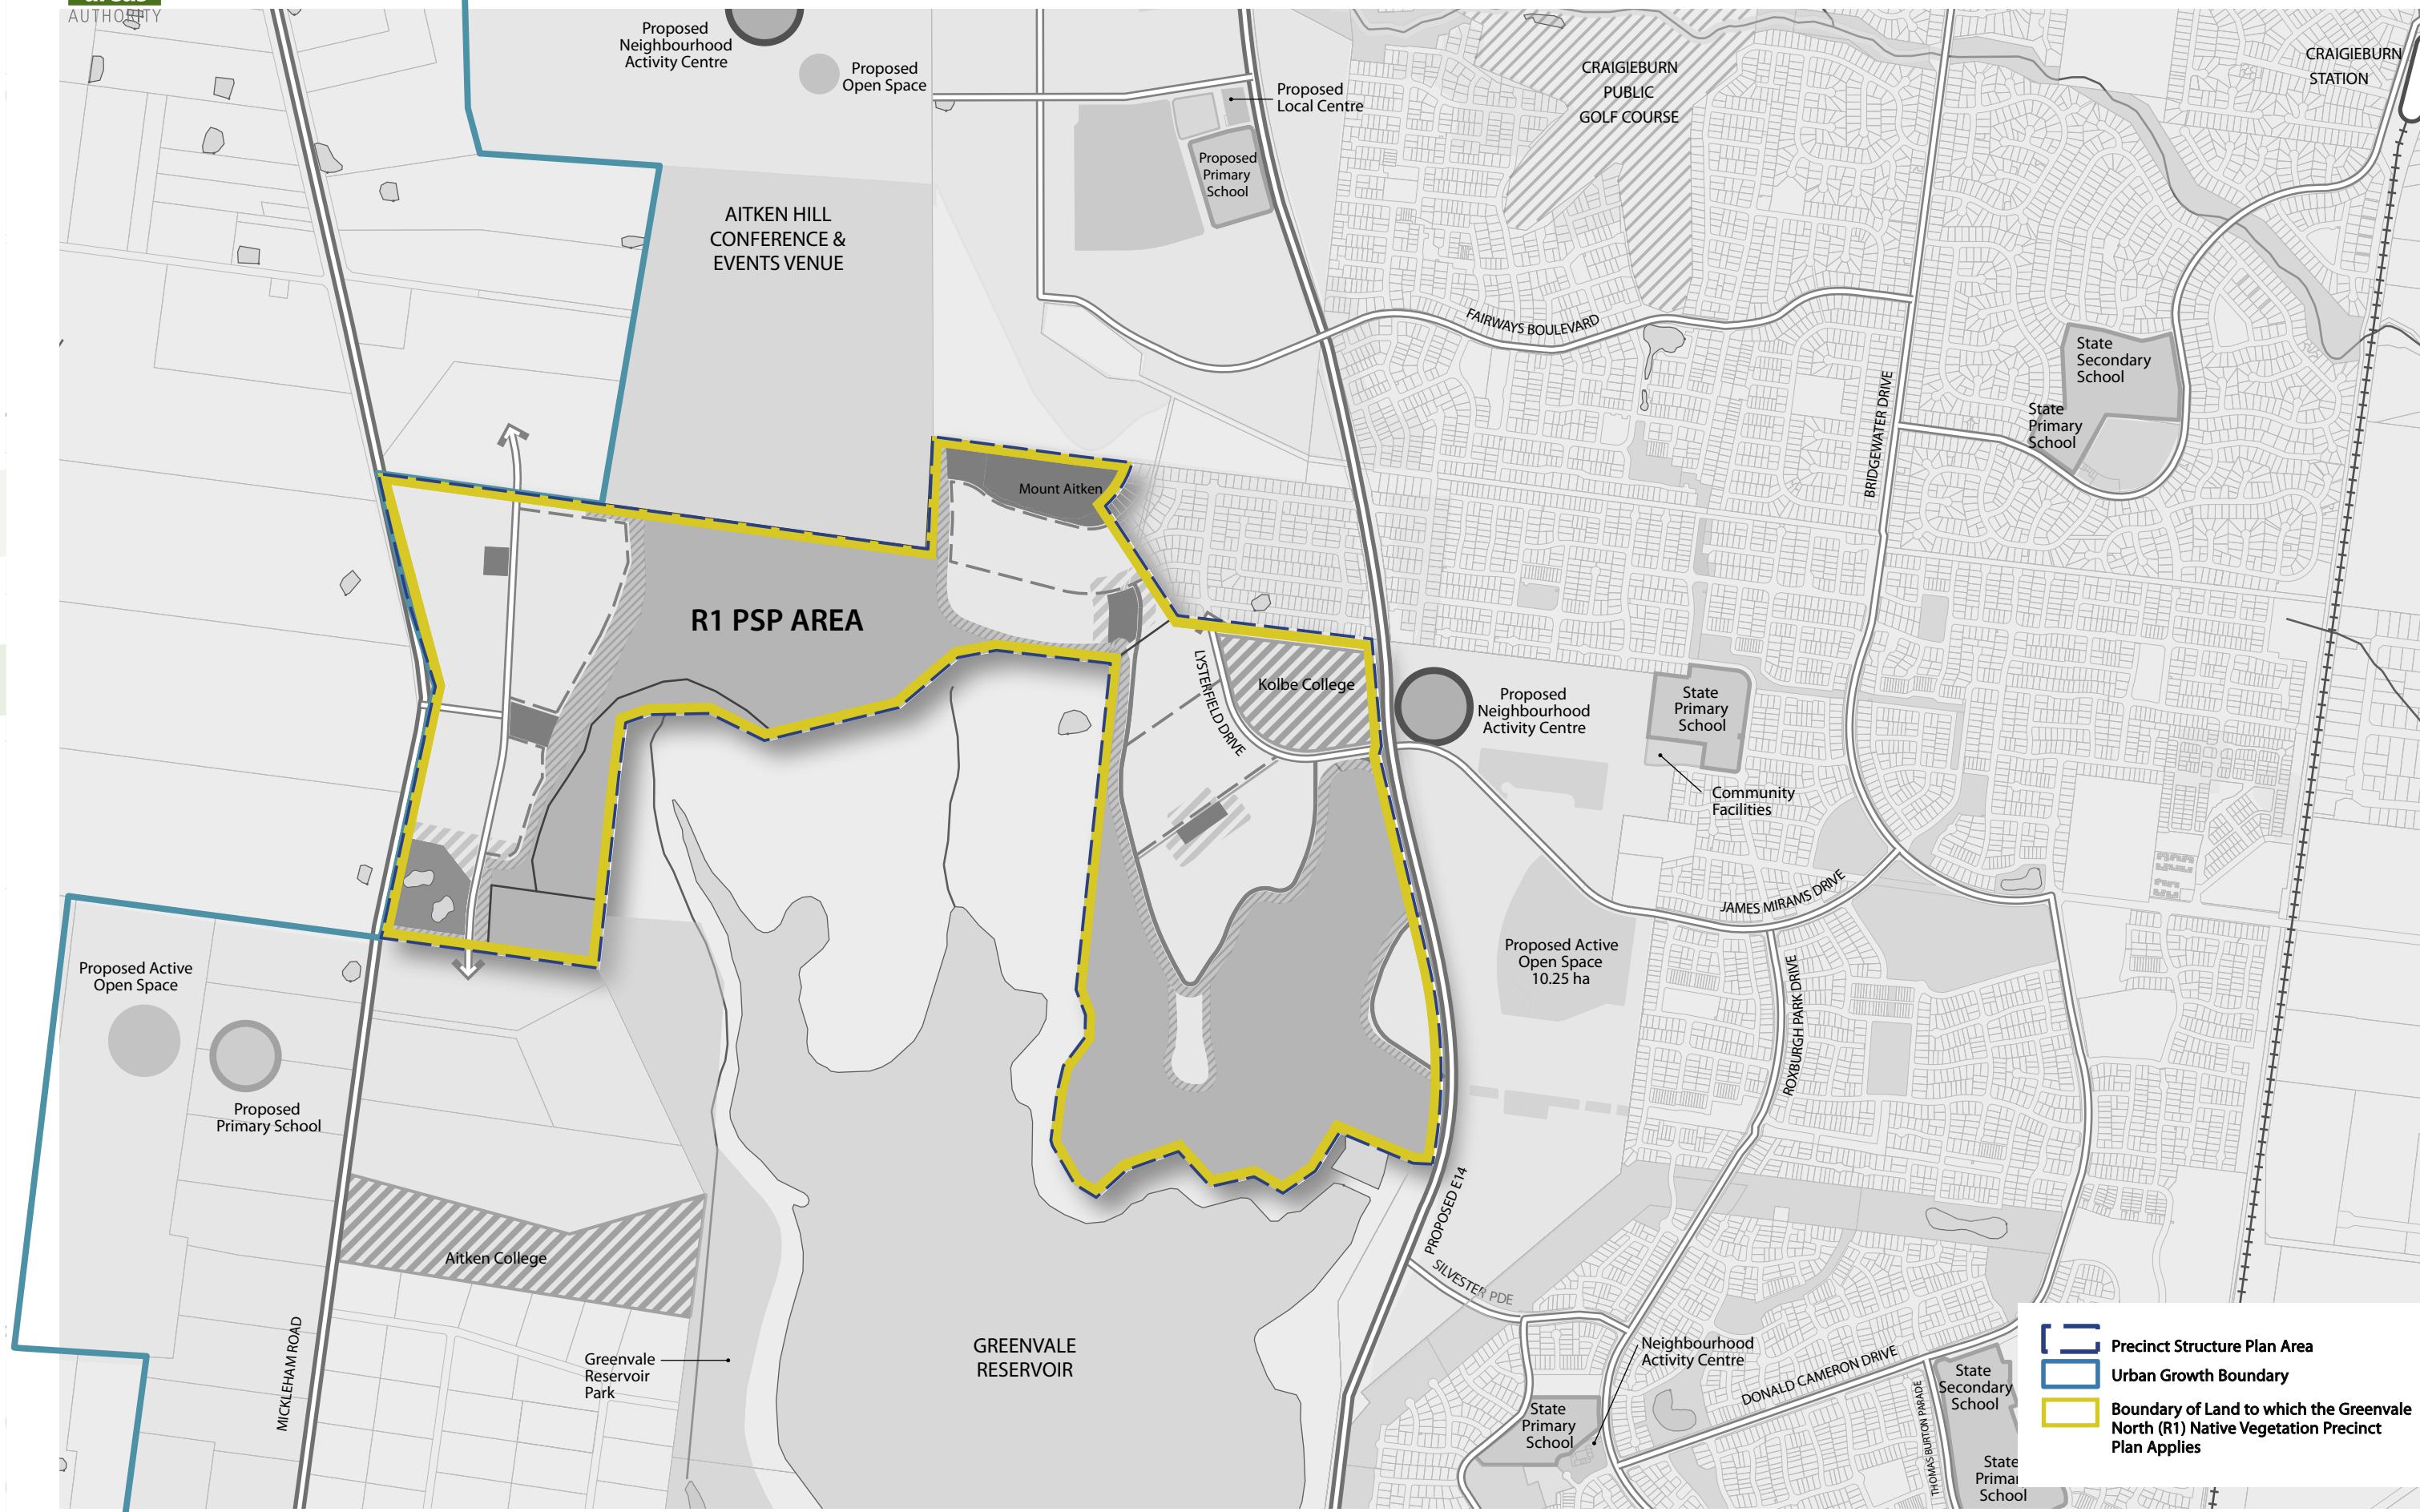 AUTHORITY
Proposed
Neighbourhood
Activity Centre
Proposed
Open Space
Proposed
Local Centre
Proposed
Primary
School
CRAIGIEBURN
PUBLIC
GOLF COURSE
CRAIGIEBURN
STATION
AITKEN HILL
CONFERENCE &
EVENTS VENUE
FAIRWAYS BOULEVARD
BRIDGEWATER DRIVE
State
Secondary
School
State
Primary
School
Mount Aitken
R1 PSP AREA
LYSTERFIELD DRIVE
Kolbe College
Proposed
Neighbourhood
Activity Centre
State
Primary
School
Community
Facilities
JAMES MIRAMS DRIVE
Proposed Active
Open Space
10.25 ha
ROXBURGH PARK DRIVE
Proposed Active
Open Space
Proposed
Primary School
Aitken College
MICKLEHAM ROAD
Greenvale
Reservoir
Park
GREENVALE
RESERVOIR
PROPOSED E14
SILVESTER PDE
Neighbourhood
Activity Centre
State
Primary
School
DONALD CAMERON DRIVE
THOMAS BURTON PARADE
State
Secondary
School
State
Primar
School
Precinct Structure Plan Area
Urban Growth Boundary
Boundary of Land to which the Greenvale
North (R1) Native Vegetation Precinct
Plan Applies